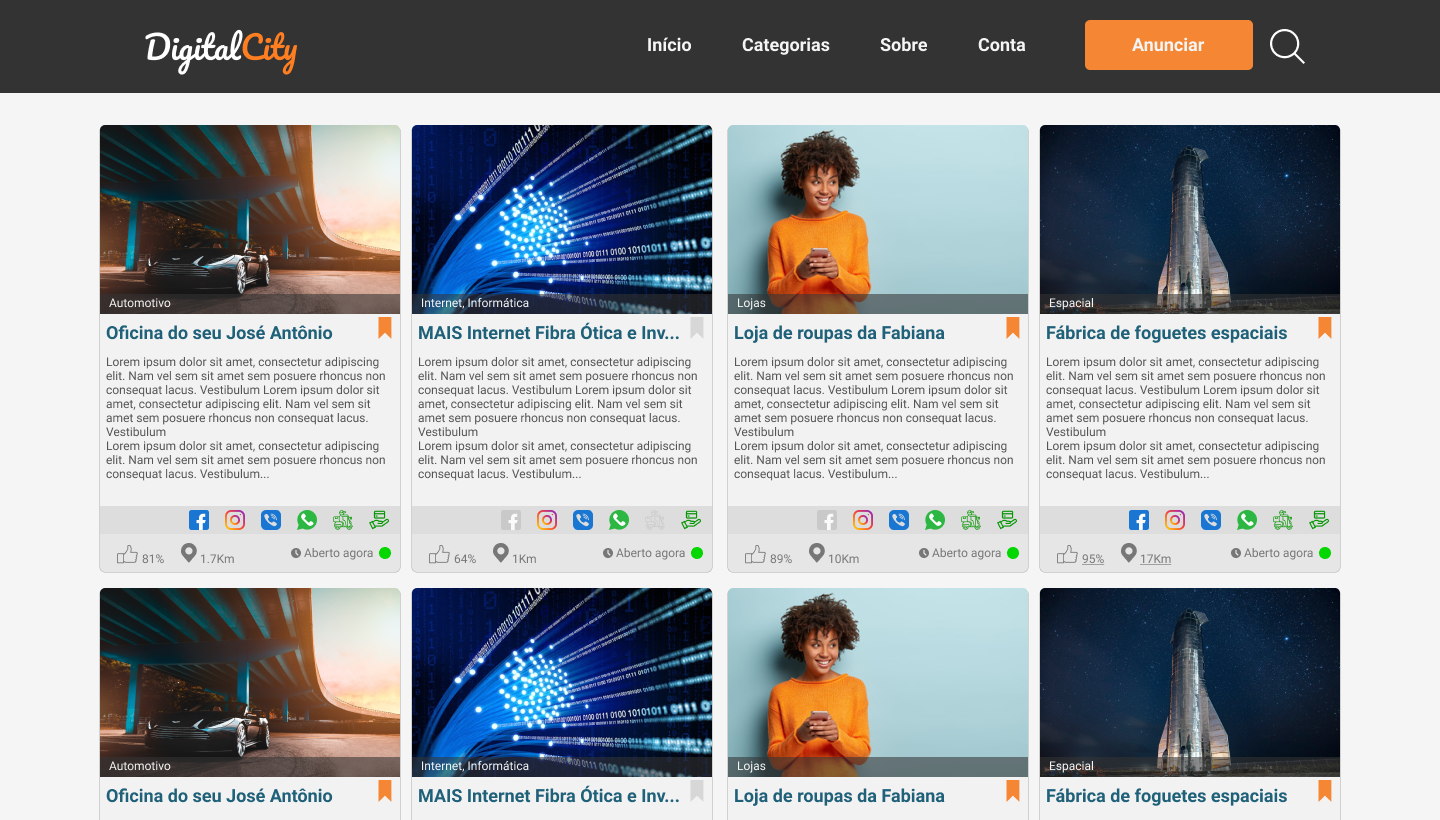 DigitalCity
Início Categorias Sobre Conta Anunciar
Automotivo
Oficina do seu José Antônio
Lorem ipsum dolor sit amet, consectetur adipiscing
elit. Nam vel sem sit amet sem posuere rhoncus non
consequat lacus. Vestibulum Lorem ipsum dolor sit
amet, consectetur adipiscing elit. Nam vel sem sit
amet sem posuere rhoncus non consequat lacus.
Vestibulum
Lorem ipsum dolor sit amet, consectetur adipiscing
elit. Nam vel sem sit amet sem posuere rhoncus non
consequat lacus. Vestibulum...
81% 1.7Km Aberto agora
Internet, Informática
MAIS Internet Fibra Ótica e Inv...
Lorem ipsum dolor sit amet, consectetur adipiscing
elit. Nam vel sem sit amet sem posuere rhoncus non
consequat lacus. Vestibulum Lorem ipsum dolor sit
amet, consectetur adipiscing elit. Nam vel sem sit
amet sem posuere rhoncus non consequat lacus.
Vestibulum
Lorem ipsum dolor sit amet, consectetur adipiscing
elit. Nam vel sem sit amet sem posuere rhoncus non
consequat lacus. Vestibulum...
64% 1Km Aberto agora
Lojas
Loja de roupas da Fabiana
Lorem ipsum dolor sit amet, consectetur adipiscing
elit. Nam vel sem sit amet sem posuere rhoncus non
consequat lacus. Vestibulum Lorem ipsum dolor sit
amet, consectetur adipiscing elit. Nam vel sem sit
amet sem posuere rhoncus non consequat lacus.
Vestibulum
Lorem ipsum dolor sit amet, consectetur adipiscing
elit. Nam vel sem sit amet sem posuere rhoncus non
consequat lacus. Vestibulum...
89% 10Km Aberto agora
Espacial
Fábrica de foguetes espaciais
Lorem ipsum dolor sit amet, consectetur adipiscing
elit. Nam vel sem sit amet sem posuere rhoncus non
consequat lacus. Vestibulum Lorem ipsum dolor sit
amet, consectetur adipiscing elit. Nam vel sem sit
amet sem posuere rhoncus non consequat lacus.
Vestibulum
Lorem ipsum dolor sit amet, consectetur adipiscing
elit. Nam vel sem sit amet sem posuere rhoncus non
consequat lacus. Vestibulum...
95% 17Km Aberto agora
Automotivo
Oficina do seu José Antônio
Internet, Informática
MAIS Internet Fibra Ótica e Inv...
Lojas
Loja de roupas da Fabiana
Espacial
Fábrica de foguetes espaciais